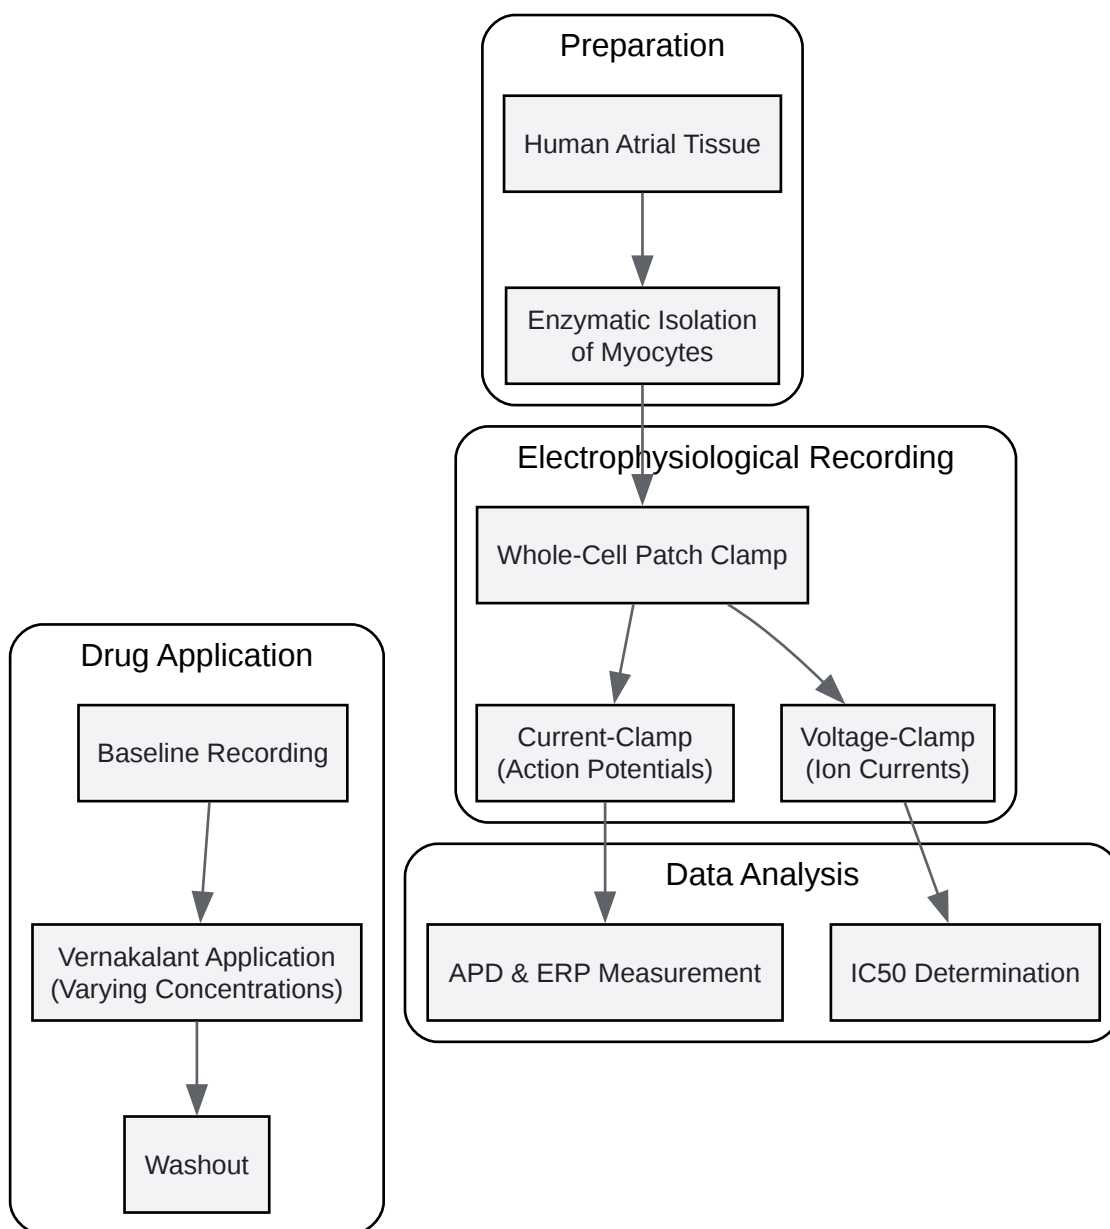 Preparation
Human Atrial Tissue
Enzymatic Isolation
of Myocytes
Electrophysiological Recording
Whole-Cell Patch Clamp
Current-Clamp
(Action Potentials)
Voltage-Clamp
(Ion Currents)
Data Analysis
APD & ERP Measurement
IC50 Determination
Drug Application
Baseline Recording
Vernakalant Application
(Varying Concentrations)
Washout